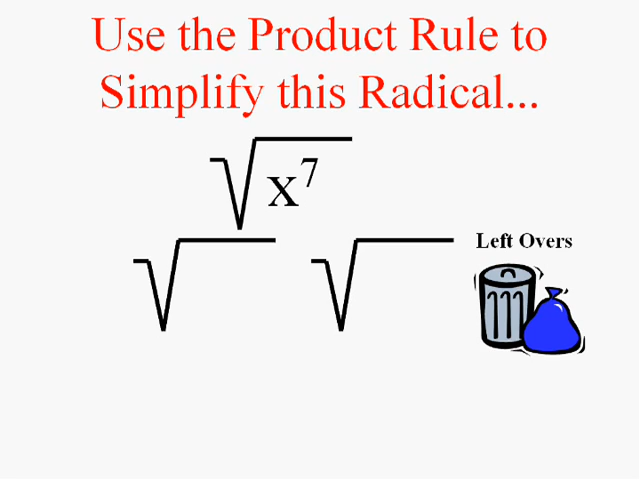 Use the Product Rule to
Simplify this Radical...
√x⁷
√ √ Left Overs